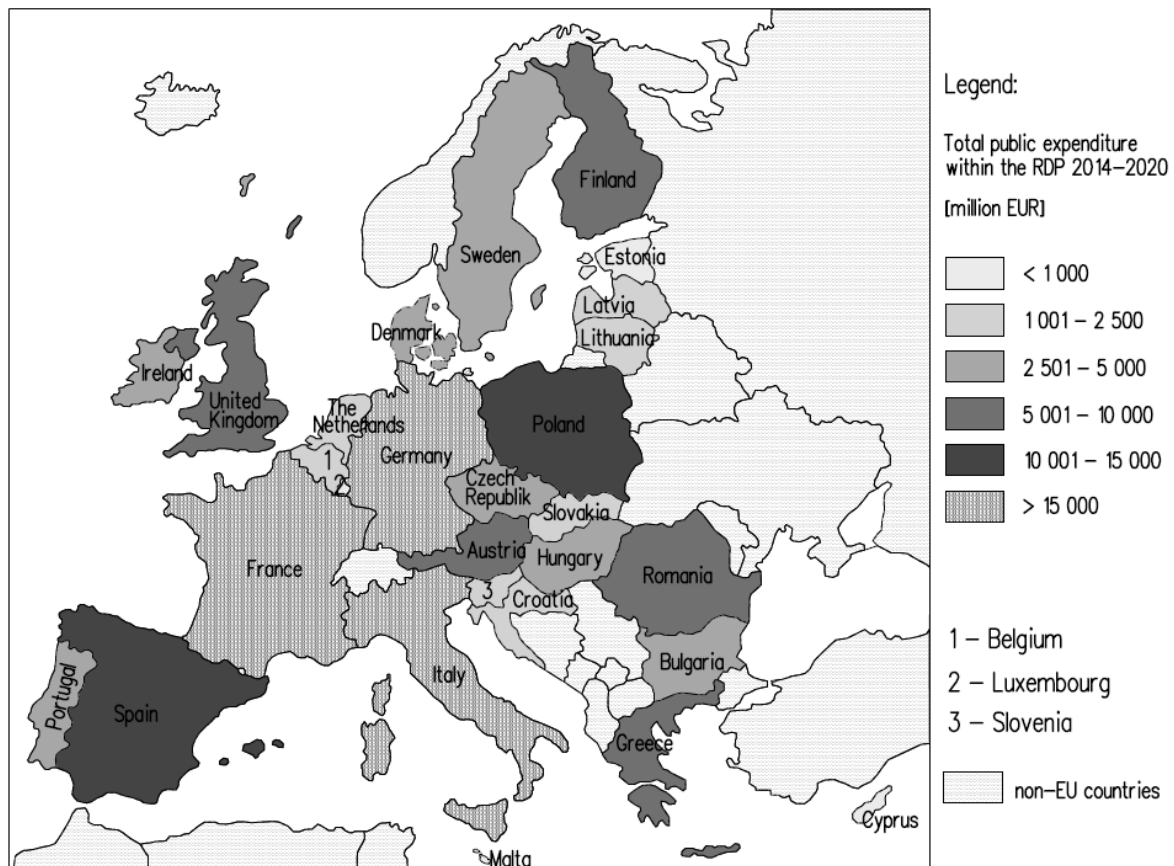 Finland
Sweden
Estonia
Latvia
Lithuania
Denmark
Ireland
United
Kingdom
The
Netherlands
1
2
Germany
Poland
Czech
Republik
Slovakia
Austria
Hungary
France
Romania
3
Croatia
Italy
Bulgaria
Portugal
Spain
Greece
Cyprus
Malta
Legend:
Total public expenditure
within the RDP 2014–2020
[million EUR]
< 1 000
1 001 – 2 500
2 501 – 5 000
5 001 – 10 000
10 001 – 15 000
> 15 000
1 – Belgium
2 – Luxembourg
3 – Slovenia
non–EU countries